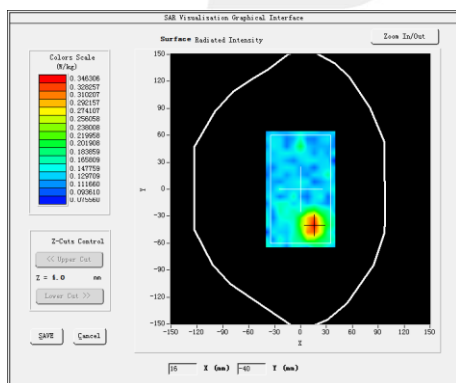 SAR Visualisation Graphical Interface
Surface Radiated Intensity
Zoom In/Out
Colors Scale
(W/kg)
0.346306
0.328257
0.310207
0.292157
0.274107
0.256058
0.238008
0.219958
0.201908
0.183859
0.165809
0.147759
0.129709
0.111660
0.093610
0.075560
Z-Cuts Control
<< Upper Cut
Z = 4.0 mm
Lower Cut >>
SAVE
Cancel
150
120
90
60
30
0
-30
-60
-90
-120
-150
Y
-150 -120 -90 -60 -30 0 30 60 90 120 150
X
16 X (mm) -40 Y (mm)